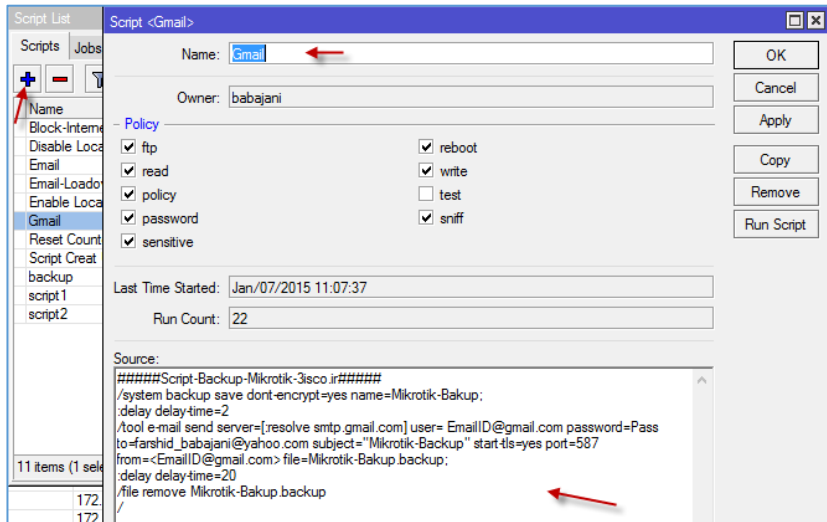 Script List
Scripts Jobs
Name
Block-Interne
Disable Loca
Email
Email-Loado
Enable Loca
Gmail
Reset Count
Script Creat
backup
script1
script2
11 items (1 sele
172.
172
Script <Gmail>
Name: Gmail
Owner: babajani
Policy
ftp reboot
read write
policy test
password sniff
sensitive
Last Time Started: Jan/07/2015 11:07:37
Run Count: 22
Source:
#####Script-Backup-Mikrotik-3isco.ir#####
/system backup save dont-encrypt=yes name=Mikrotik-Bakup;
:delay delay-time=2
/tool e-mail send server=[:resolve smtp.gmail.com] user= EmailID@gmail.com password=Pass
to=farshid_babajani@yahoo.com subject="Mikrotik-Backup" start-tls=yes port=587
from=<EmailID@gmail.com> file=Mikrotik-Bakup.backup;
:delay delay-time=20
/file remove Mikrotik-Bakup.backup
/
OK
Cancel
Apply
Copy
Remove
Run Script